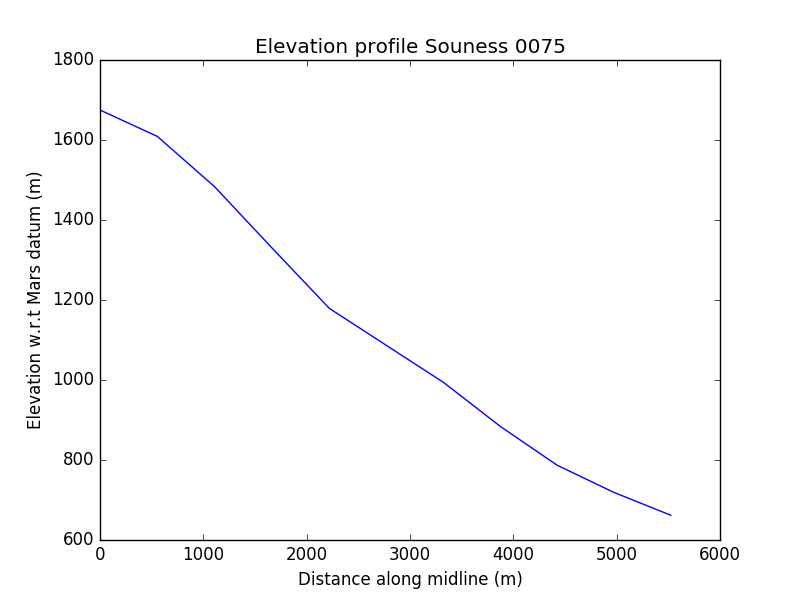 Elevation profile Souness 0075
1800
1600
1400
1200
1000
800
600
Elevation w.r.t Mars datum (m)
0 1000 2000 3000 4000 5000 6000
Distance along midline (m)